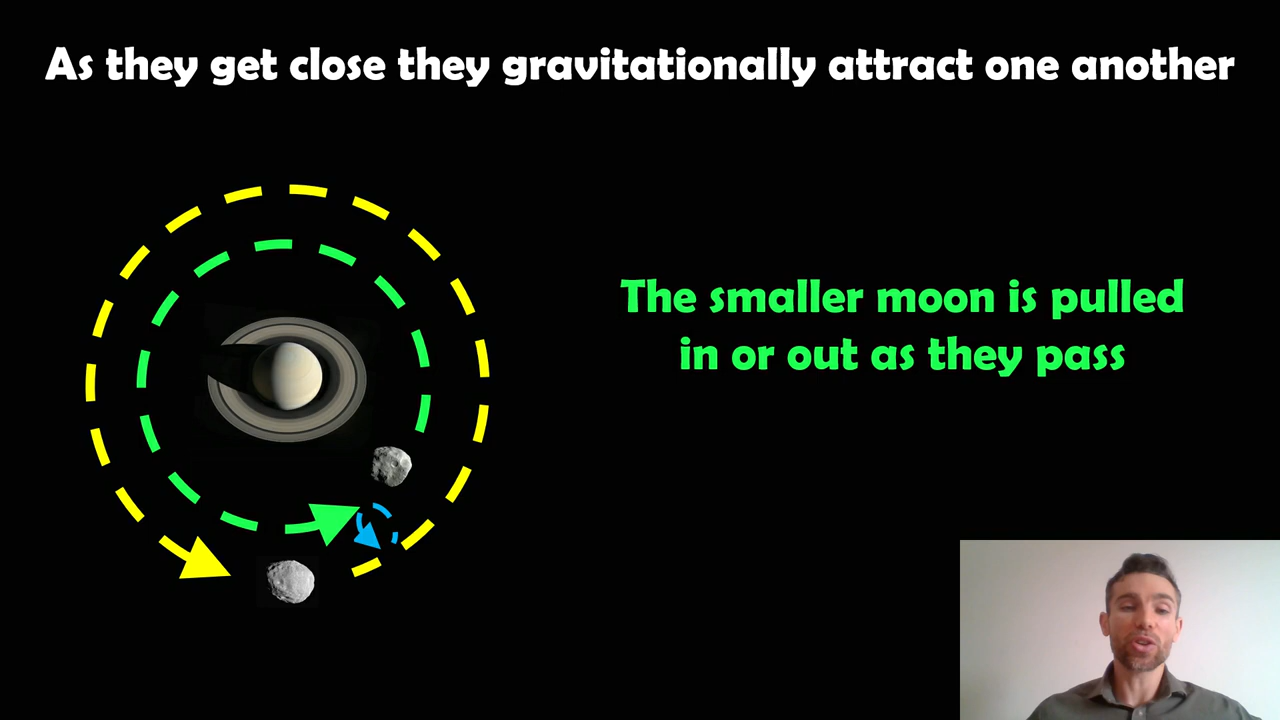 As they get close they gravitationally attract one another
The smaller moon is pulled
in or out as they pass